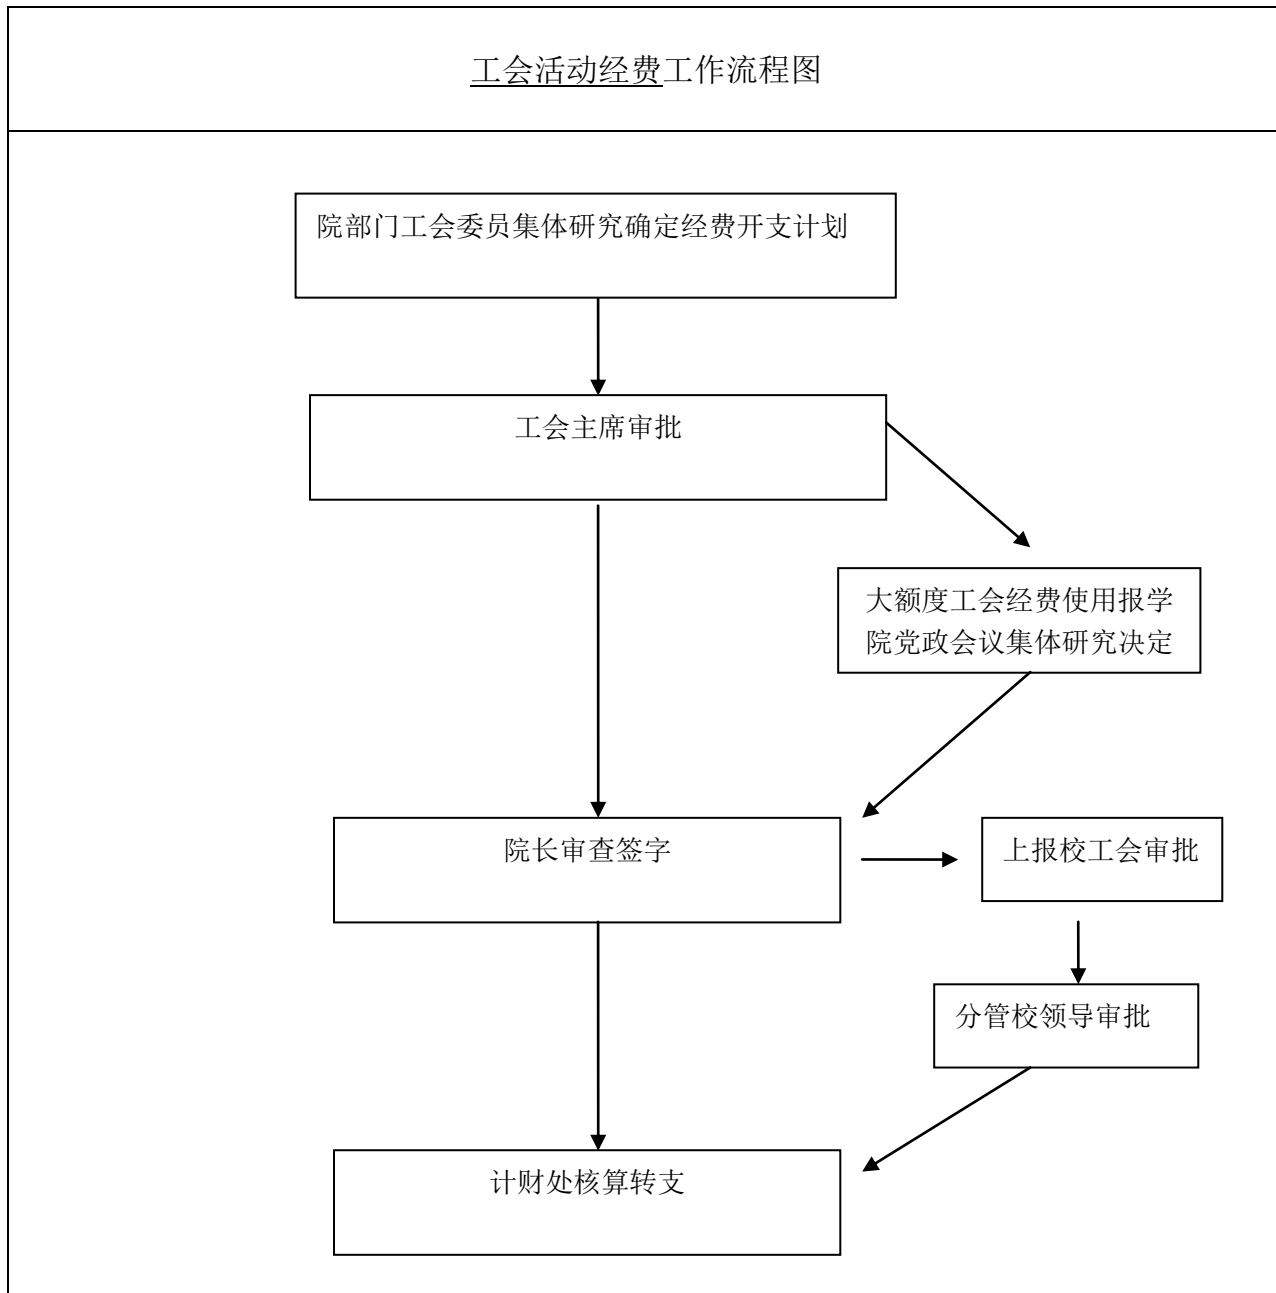 工会活动经费工作流程图
院部门工会委员集体研究确定经费开支计划
工会主席审批
大额度工会经费使用报学
院党政会议集体研究决定
院长审查签字
上报校工会审批
分管校领导审批
计财处核算转支